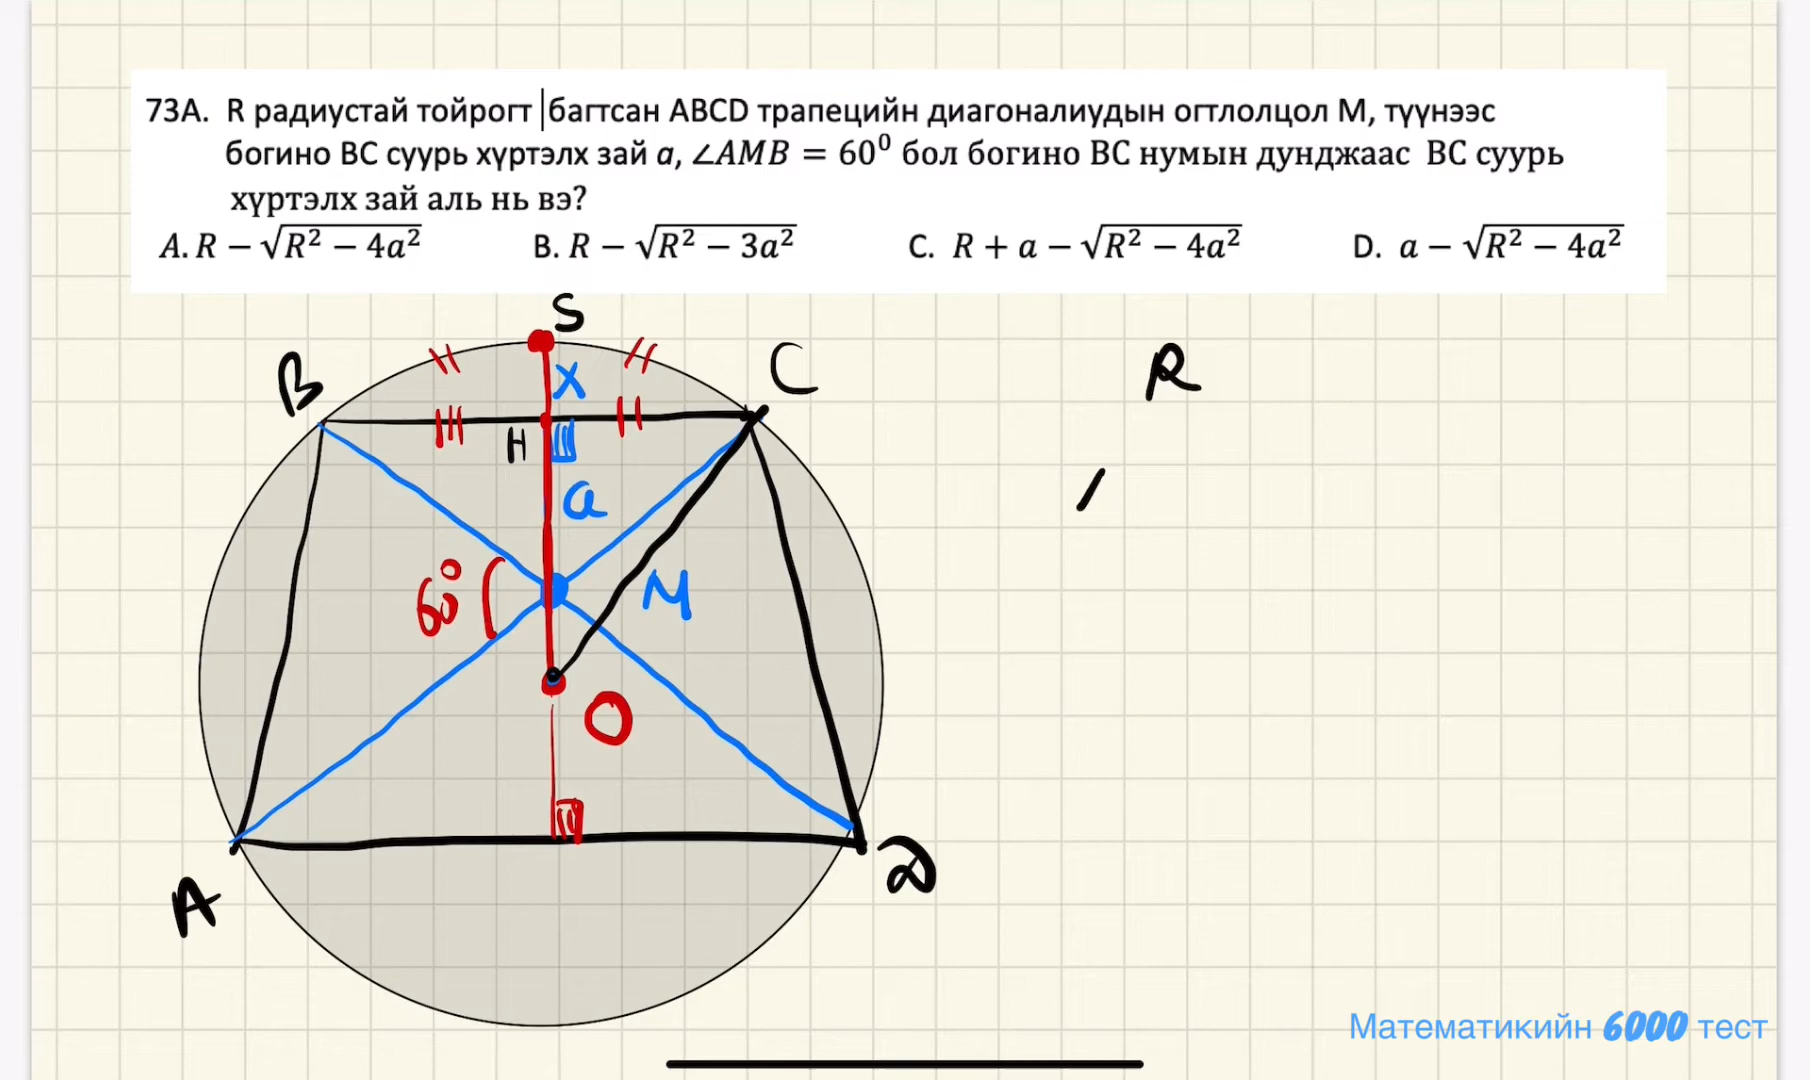 73A. R радиустай тойрогт багтсан ABCD трапецийн диагоналиудын огтлолцол M, түүнээс
богино BC суурь хүртэлх зай a, ∠AMB = 60⁰ бол богино BC нумын дунджаас BC суурь
хүртэлх зай аль нь вэ?
A. R − √(R² − 4a²) B. R − √(R² − 3a²) C. R + a − √(R² − 4a²) D. a − √(R² − 4a²)
S
B
x
C
R
H
a
60°
M
O
A
D
Математикийн 6000 тест